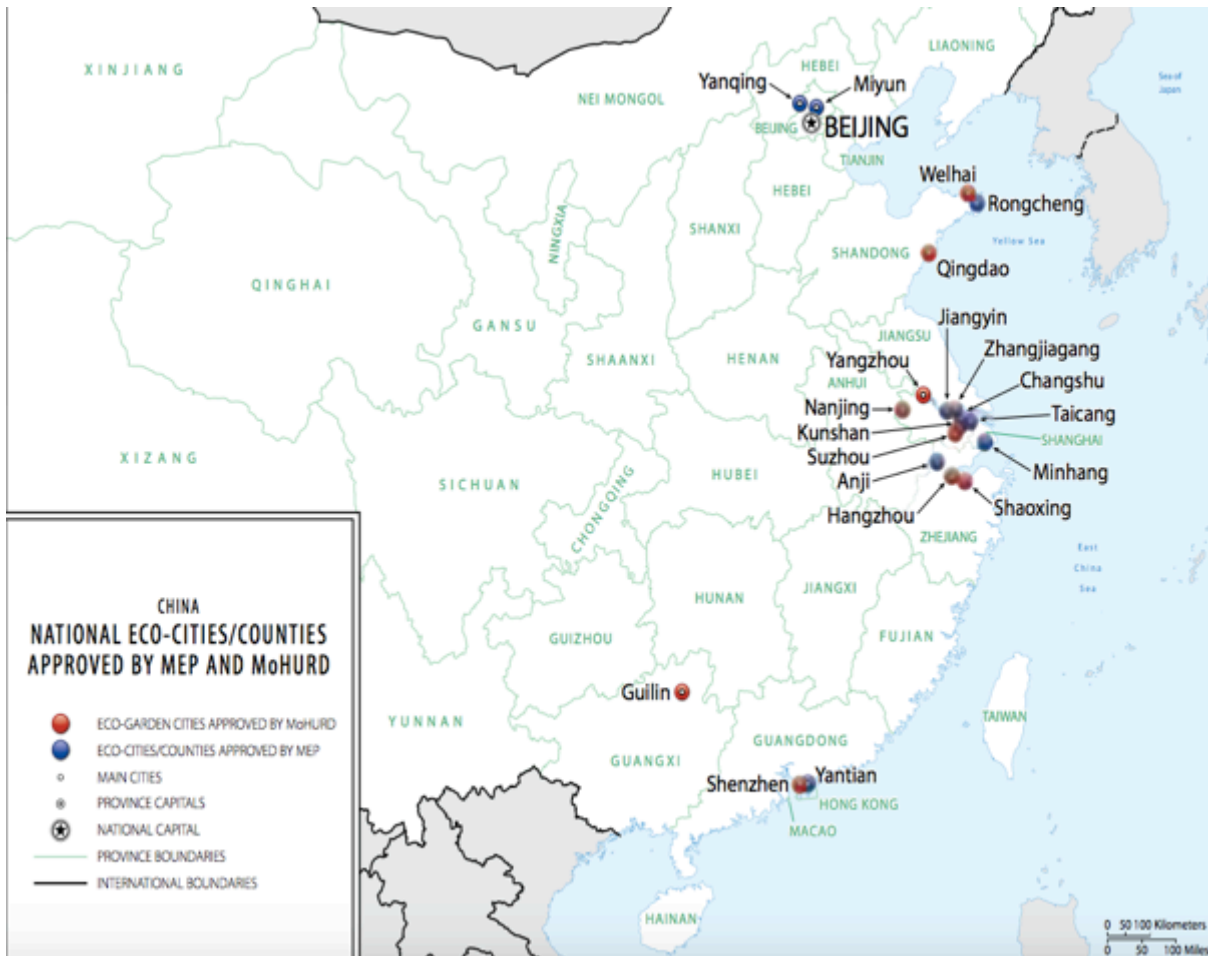 XINJIANG
NEI MONGOL
HEBEI
LIAONING
Sea of
Japan
Yanqing
Miyun
BEIJING
BEIJING
TIANJIN
HEBEI
Welhai
Rongcheng
NINGXIA
SHANXI
SHANDONG
Yellow Sea
Qingdao
QINGHAI
GANSU
SHAANXI
HENAN
JIANGSU
Jiangyin
Zhangjiagang
Yangzhou
ANHUI
Changshu
Nanjing
Taicang
Kunshan
SHANGHAI
Suzhou
Minhang
XIZANG
SICHUAN
CHONGQING
HUBEI
Anji
Hangzhou
Shaoxing
ZHEJIANG
East
China
Sea
HUNAN
JIANGXI
GUIZHOU
FUJIAN
Guilin
YUNNAN
GUANGXI
GUANGDONG
TAIWAN
Shenzhen
Yantian
HONG KONG
MACAO
HAINAN
CHINA
NATIONAL ECO-CITIES/COUNTIES
APPROVED BY MEP AND MoHURD
ECO-GARDEN CITIES APPROVED BY MoHURD
ECO-CITIES/COUNTIES APPROVED BY MEP
MAIN CITIES
PROVINCE CAPITALS
NATIONAL CAPITAL
PROVINCE BOUNDARIES
INTERNATIONAL BOUNDARIES
0 50 100 Kilometers
0 50 100 Miles